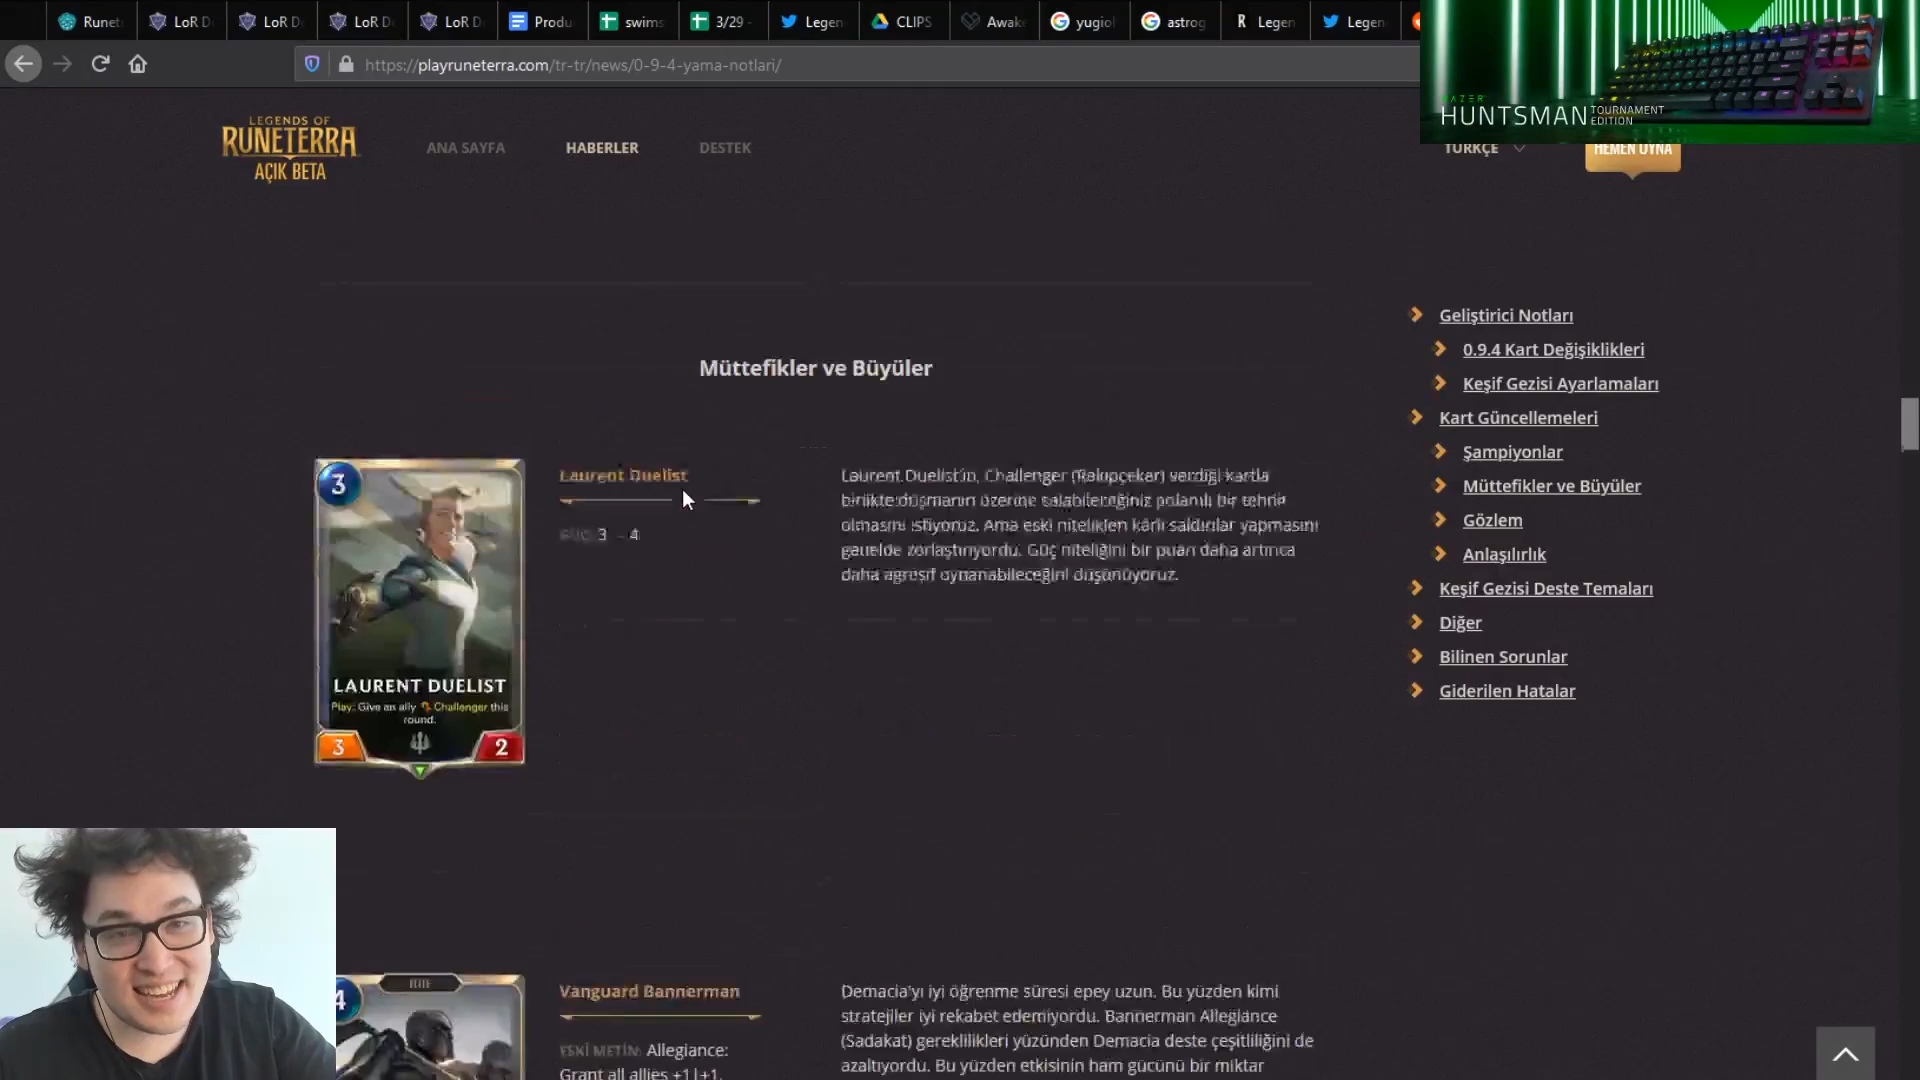 Runet
LoR D
LoR D
LoR D
LoR D
Produ
swims
3/29 -
Legen
CLIPS
Awak
yugiol
astrog
Legen
Legen
https://playruneterra.com/tr-tr/news/0-9-4-yama-notlari/
RAZER
HUNTSMAN TOURNAMENT EDITION
LEGENDS OF
RUNETERRA
AÇIK BETA
ANA SAYFA
HABERLER
DESTEK
TÜRKÇE
HEMEN OYNA
Müttefikler ve Büyüler
3
LAURENT DUELIST
Play: Give an ally Challenger this
round.
3
2
Laurent Duelist
GÜÇ: 3 4
Laurent Duelist'in, Challenger (Rakipçeker) verdiği kartla
birlikte düşmanın üzerine salabileceğiniz bir tehdit
olmasını istiyoruz. Ama eski nitelikleri kârlı saldırılar yapmasını
genelde zorlaştırıyordu. Güç niteliğini bir puan daha artınca
daha agresif oynanabileceğini düşünüyoruz.
4
ELITE
Vanguard Bannerman
ESKİ METİN: Allegiance:
Grant all allies +1|+1.
Demacia'yı iyi öğrenme süresi epey uzun. Bu yüzden kimi
stratejiler iyi rekabet edemiyordu. Bannerman Allegiance
(Sadakat) gereklilikleri yüzünden Demacia deste çeşitliliğini de
azaltıyordu. Bu yüzden etkisinin ham gücünü bir miktar
Geliştirici Notları
0.9.4 Kart Değişiklikleri
Keşif Gezisi Ayarlamaları
Kart Güncellemeleri
Şampiyonlar
Müttefikler ve Büyüler
Gözlem
Anlaşılırlık
Keşif Gezisi Deste Temaları
Diğer
Bilinen Sorunlar
Giderilen Hatalar